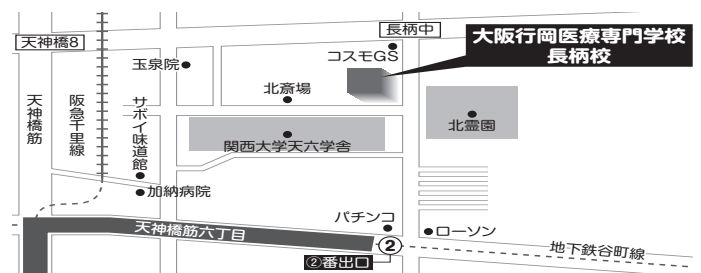 長柄中
天神橋8
コスモGS
大阪行岡医療専門学校
長柄校
玉泉院
北斎場
天神橋筋
阪急千里線
サボイ味道館
北霊園
関西大学天六学舎
加納病院
パチンコ
天神橋筋六丁目
②
ローソン
地下鉄谷町線
②番出口